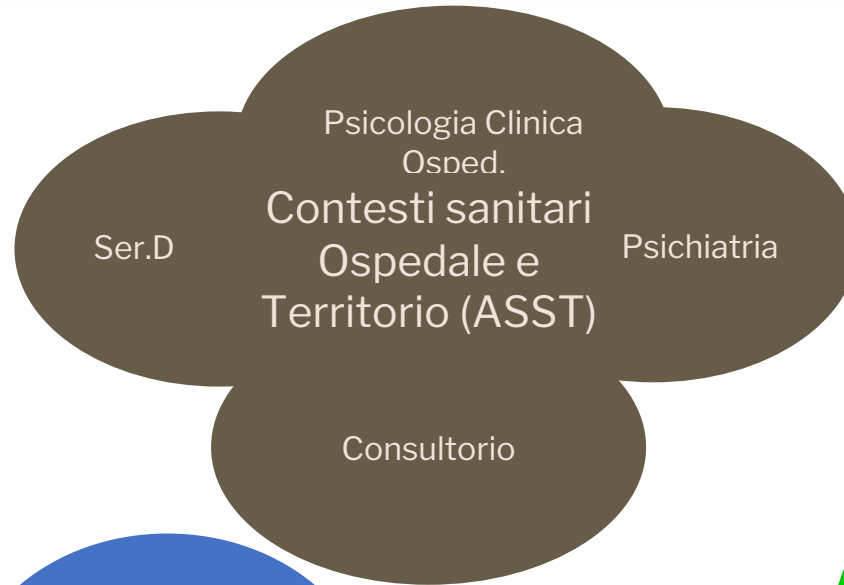 Psicologia Clinica
Osped.
Contesti sanitari
Ospedale e
Territorio (ASST)
Ser.D
Psichiatria
Consultorio